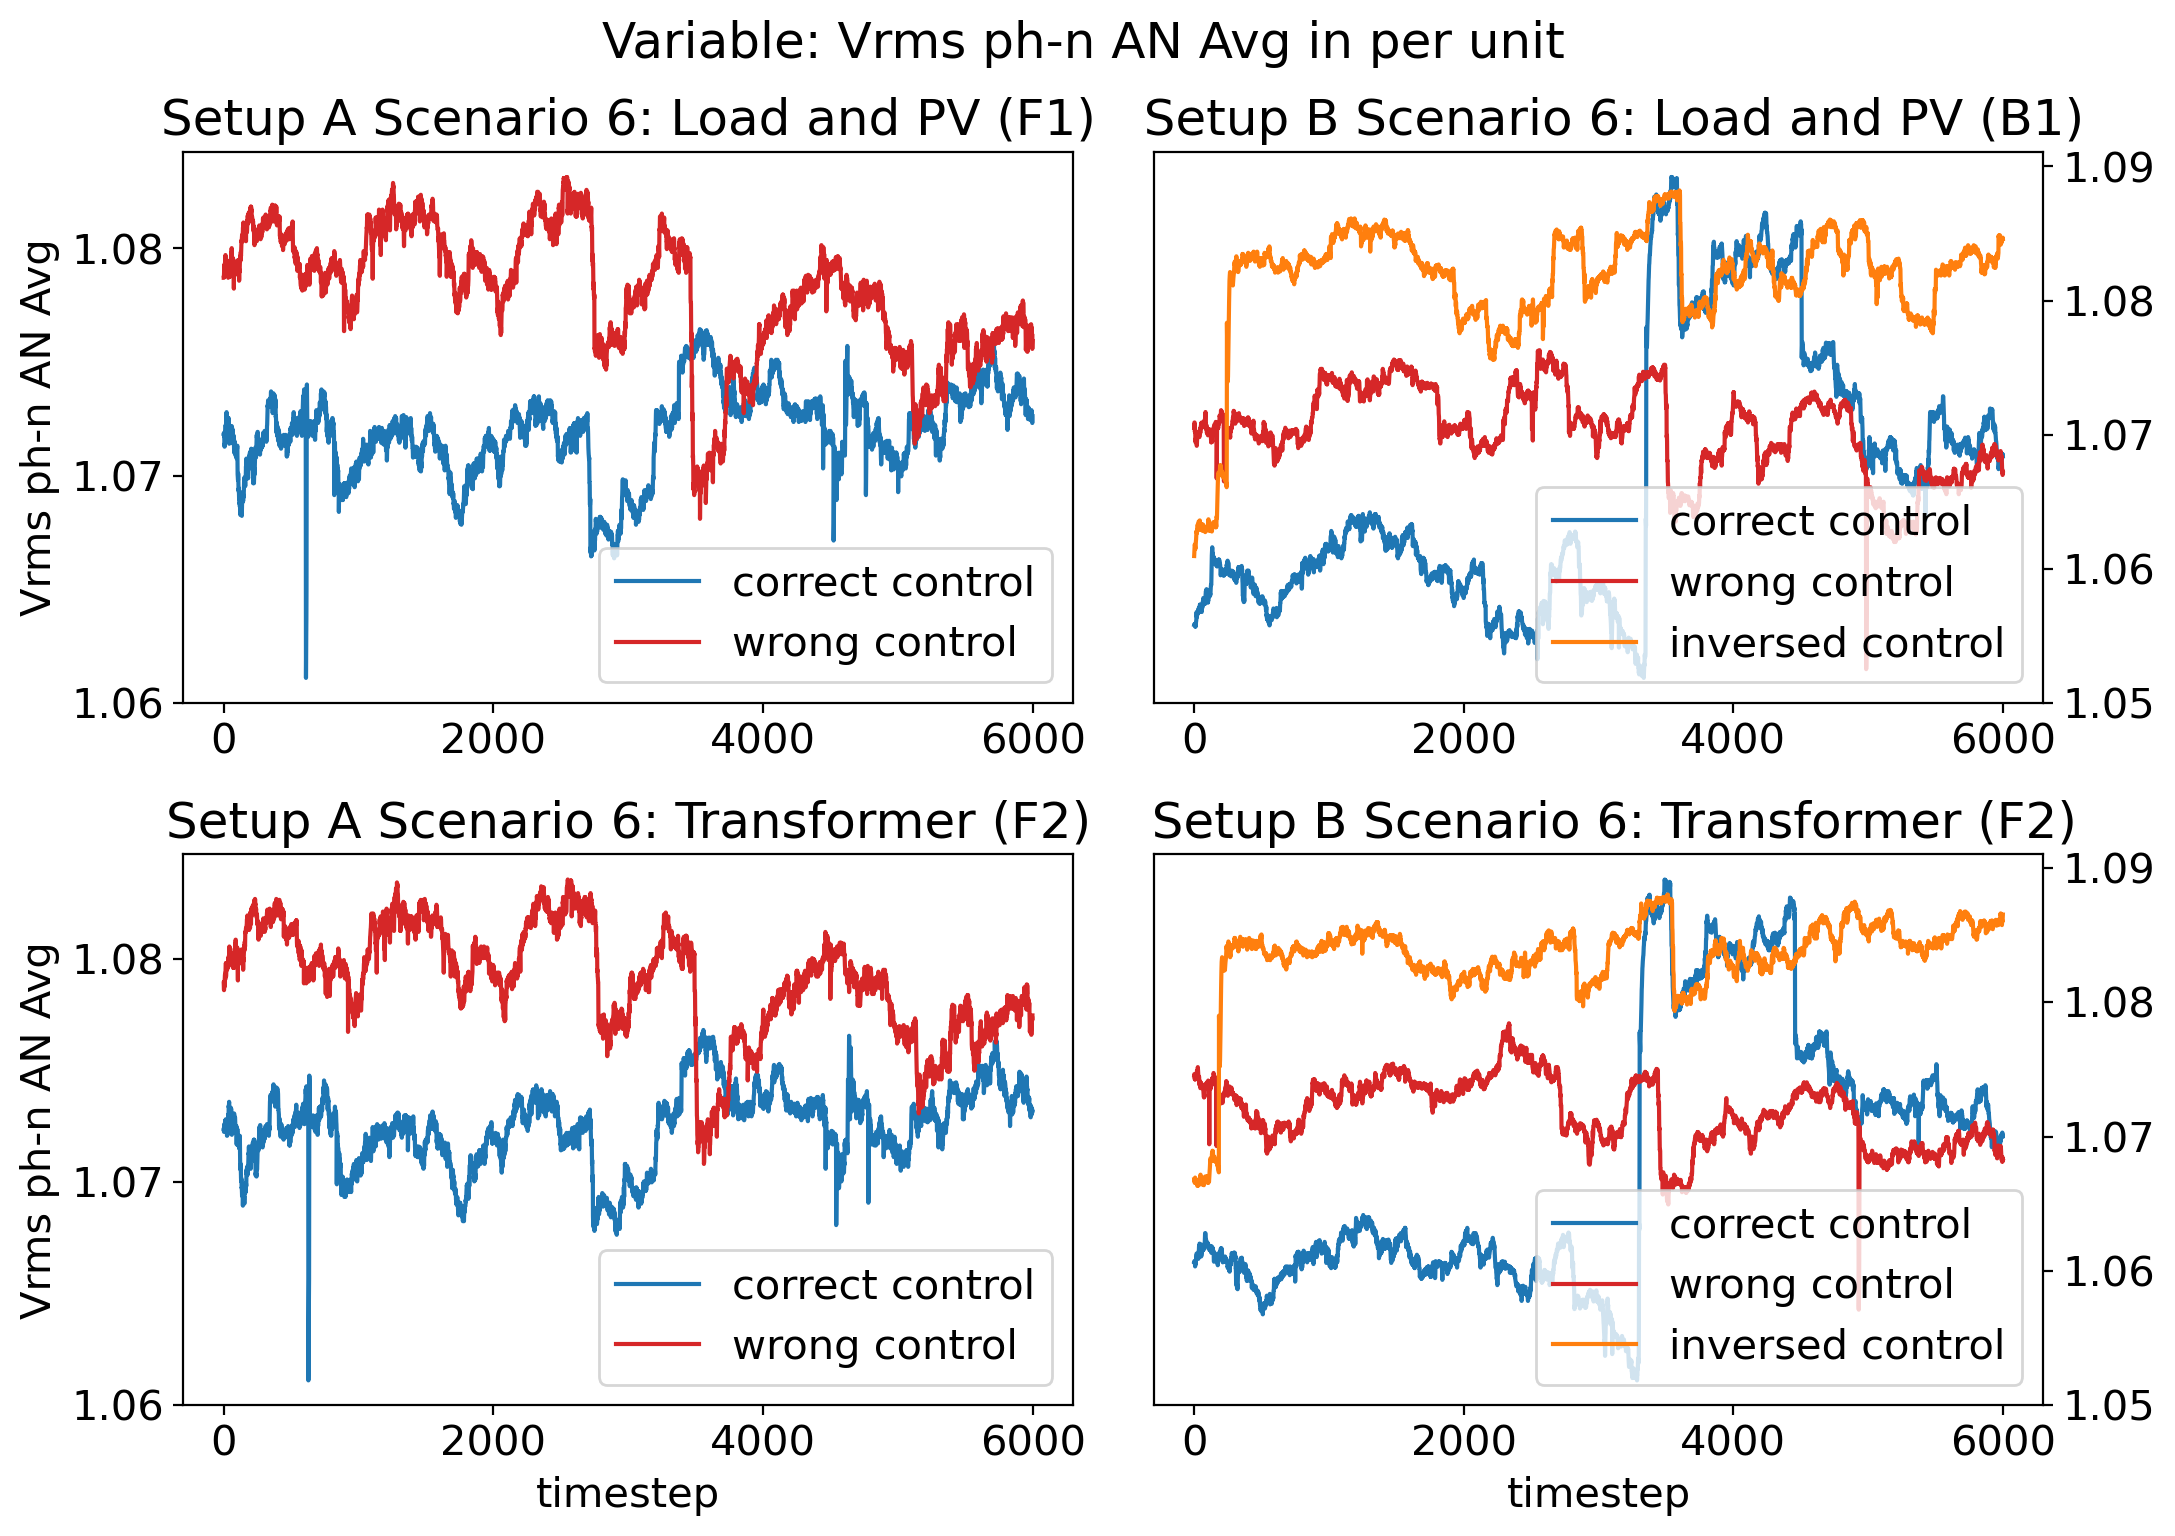 Variable: Vrms ph-n AN Avg in per unit
Setup A Scenario 6: Load and PV (F1)
Vrms ph-n AN Avg
1.08
1.07
1.06
0 2000 4000 6000
correct control
wrong control
Setup B Scenario 6: Load and PV (B1)
1.09
1.08
1.07
1.06
1.05
0 2000 4000 6000
correct control
wrong control
inversed control
Setup A Scenario 6: Transformer (F2)
Vrms ph-n AN Avg
1.08
1.07
1.06
0 2000 4000 6000
timestep
correct control
wrong control
Setup B Scenario 6: Transformer (F2)
1.09
1.08
1.07
1.06
1.05
0 2000 4000 6000
timestep
correct control
wrong control
inversed control